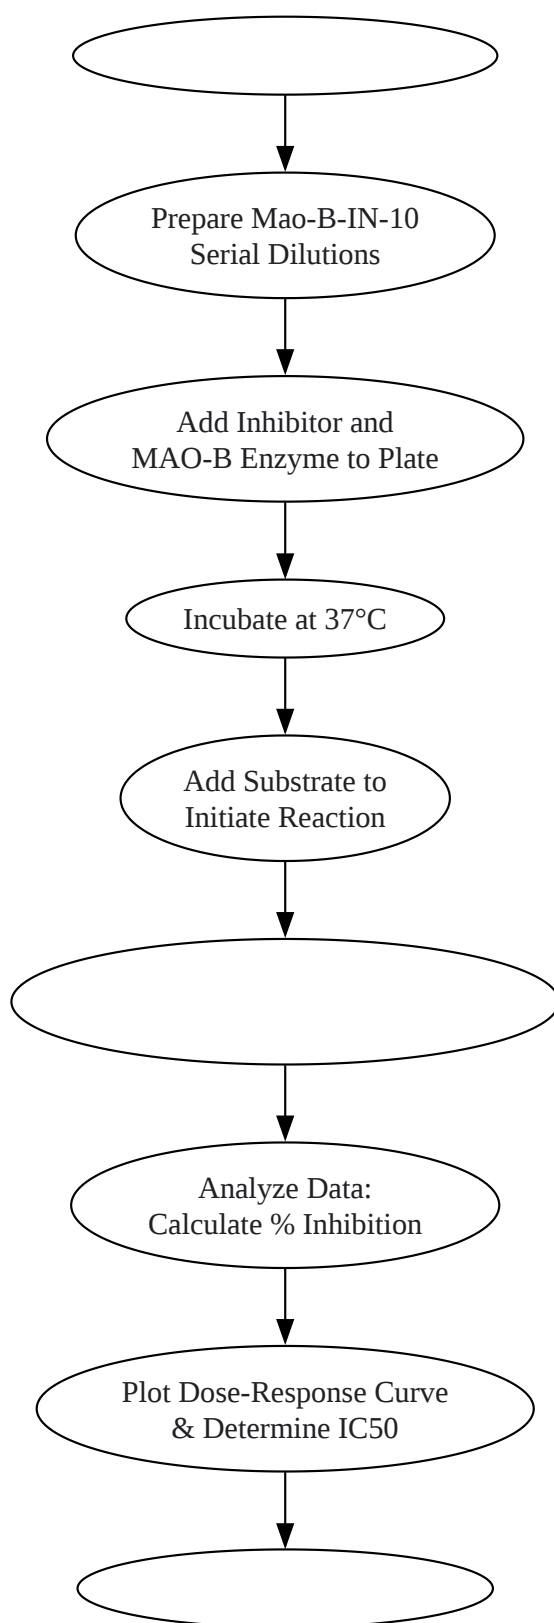 Prepare Mao-B-IN-10
Serial Dilutions
Add Inhibitor and
MAO-B Enzyme to Plate
Incubate at 37°C
Add Substrate to
Initiate Reaction
Analyze Data:
Calculate % Inhibition
Plot Dose-Response Curve
& Determine IC50